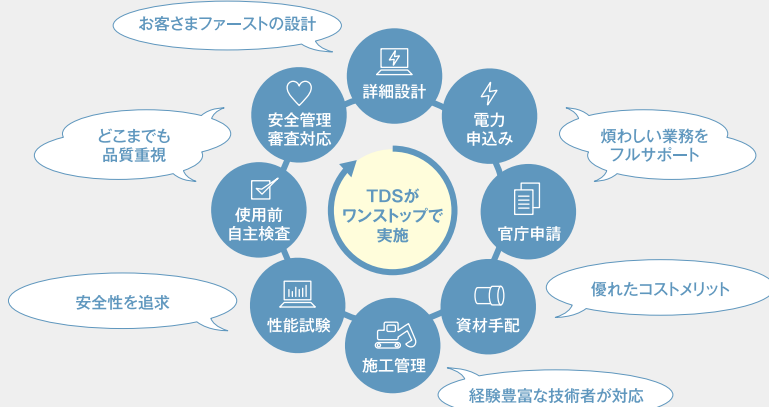 お客さまファーストの設計
詳細設計
安全管理
審査対応
電力
申込み
どこまでも
品質重視
煩わしい業務を
フルサポート
TDSが
ワンストップで
実施
使用前
自主検査
官庁申請
安全性を追求
性能試験
資材手配
優れたコストメリット
施工管理
経験豊富な技術者が対応